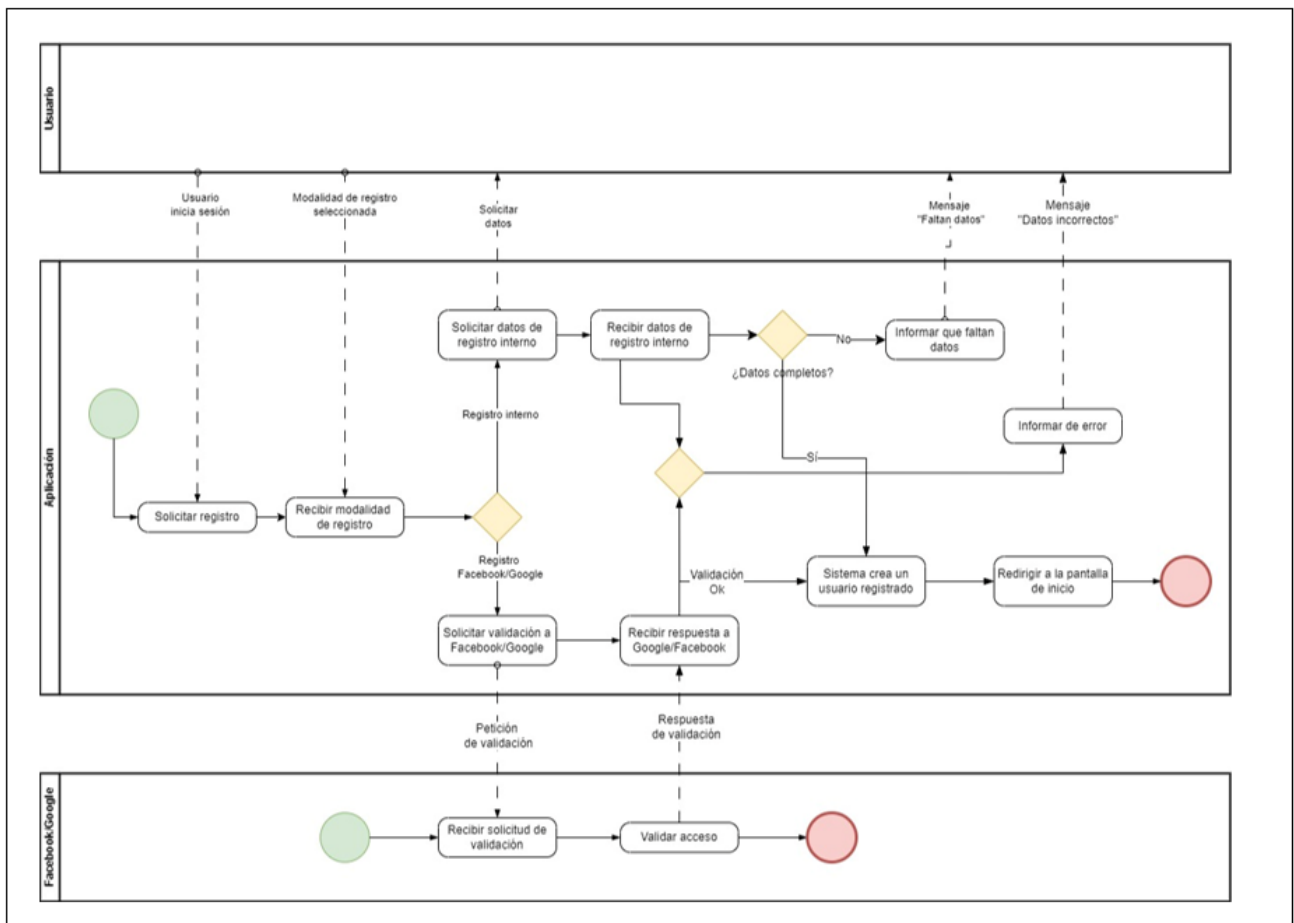 Usuario
Usuario
inicia sesión
Modalidad de registro
seleccionada
Solicitar
datos
Mensaje
"Faltan datos"
Mensaje
"Datos incorrectos"
Aplicación
Solicitar datos de
registro interno
Recibir datos de
registro interno
¿Datos completos?
No
Informar que faltan
datos
Registro interno
Informar de error
Sí
Solicitar registro
Recibir modalidad
de registro
Registro
Facebook/Google
Validación
Ok
Sistema crea un
usuario registrado
Redirigir a la pantalla
de inicio
Solicitar validación a
Facebook/Google
Recibir respuesta a
Google/Facebook
Petición
de validación
Respuesta
de validación
Facebook/Google
Recibir solicitud de
validación
Validar acceso